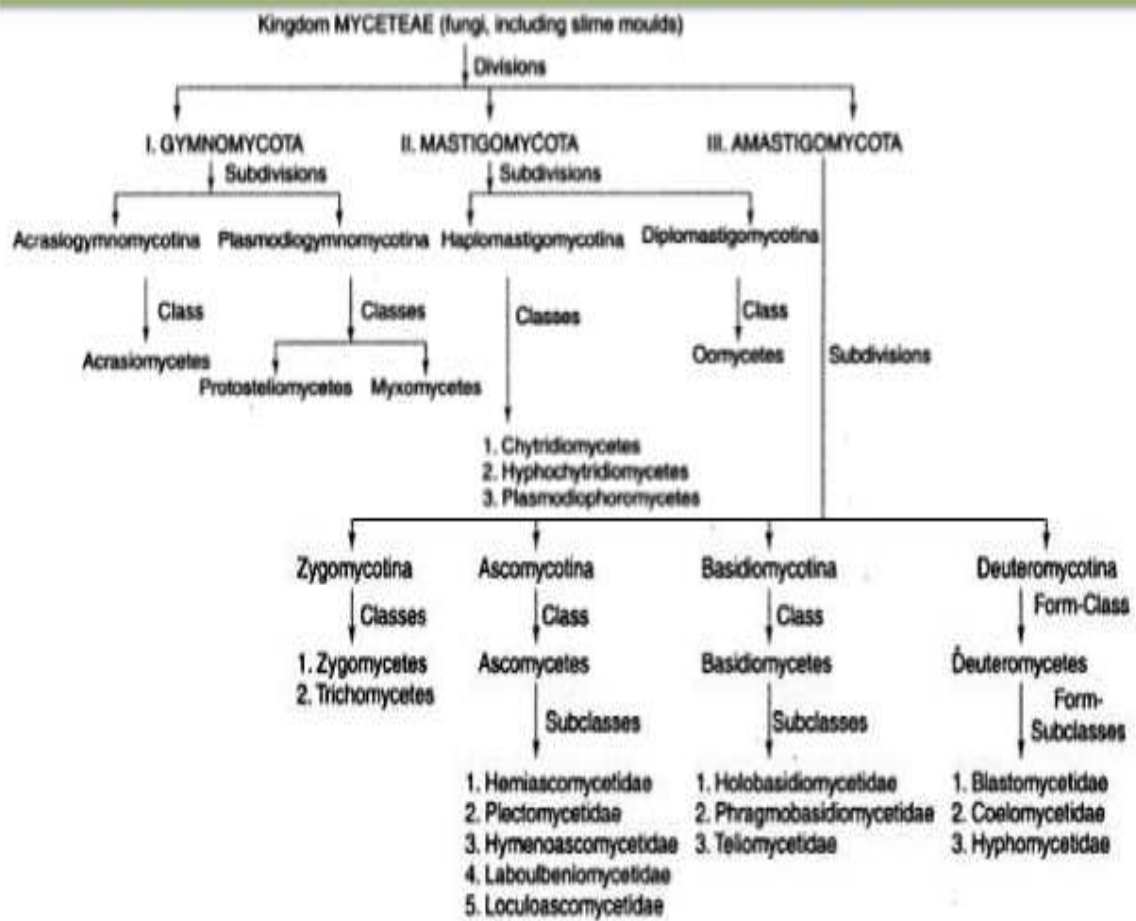 Kingdom MYCETEAE (fungi, including slime moulds)
Divisions
I. GYMNOMYCOTA
II. MASTIGOMYCOTA
III. AMASTIGOMYCOTA
Subdivisions
Subdivisions
Acrasiogymnomycotina
Plasmodiogymnomycotina
Haplomastigomycotina
Diplomastigomycotina
Class
Classes
Classes
Class
Subdivisions
Acrasiomycetes
Protosteliomycetes
Myxomycetes
Oomycetes
1. Chytridiomycetes
2. Hyphochytridiomycetes
3. Plasmodiophoromycetes
Zygomycotina
Ascomycotina
Basidiomycotina
Deuteromycotina
Classes
Class
Class
Form-Class
1. Zygomycetes
2. Trichomycetes
Ascomycetes
Basidiomycetes
Deuteromycetes
Subclasses
Subclasses
Form-
Subclasses
1. Hemiascomycetidae
2. Plectomycetidae
3. Hymenoascomycetidae
4. Laboulbeniomycetidae
5. Loculoascomycetidae
1. Holobasidiomycetidae
2. Phragmobasidiomycetidae
3. Teliomycetidae
1. Blastomycetidae
2. Coelomycetidae
3. Hyphomycetidae